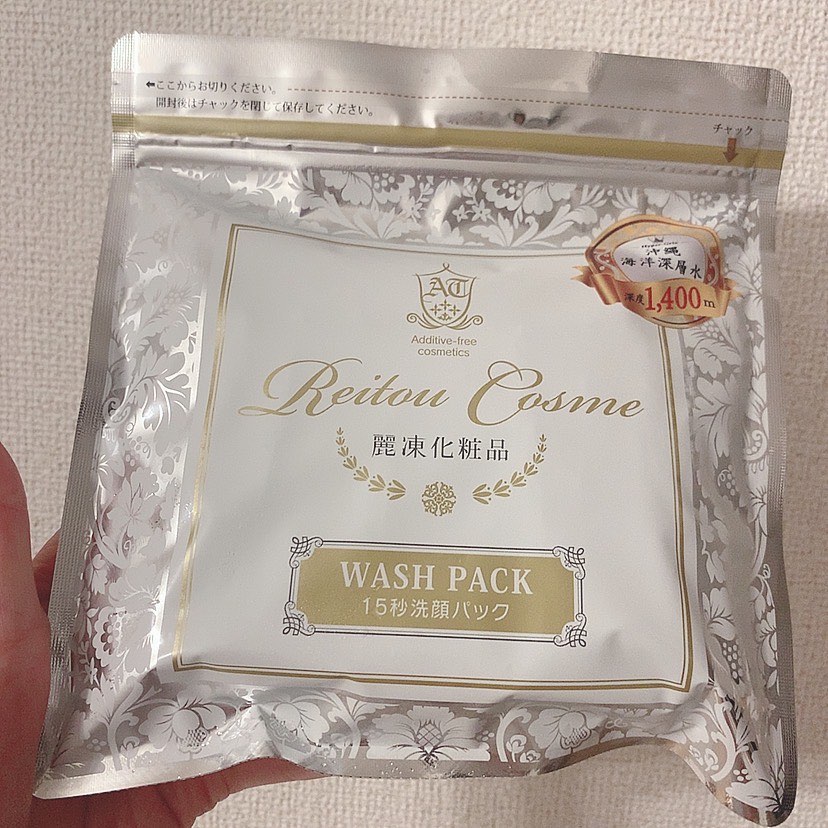 ⬅ここからお切りください。
開封後はチャックを閉じて保存してください。
チャック
沖縄
海洋深層水
深度1,400m
AC
Additive-free
cosmetics
Reitou Cosme
麗凍化粧品
WASH PACK
15秒洗顔パック